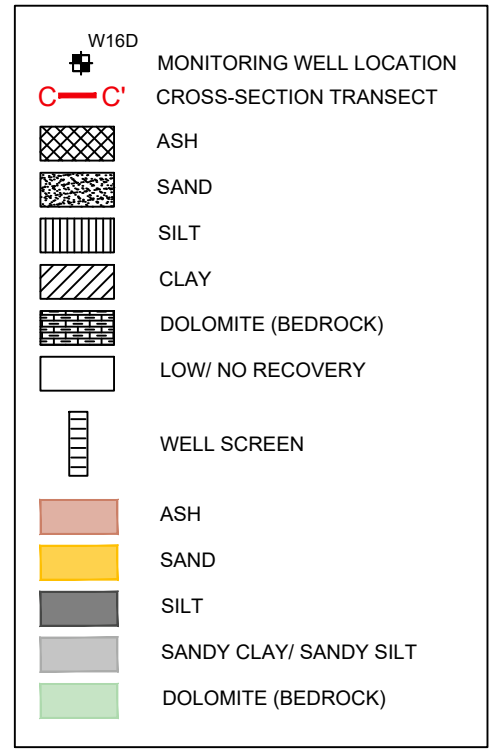 W16D
MONITORING WELL LOCATION
C C' CROSS-SECTION TRANSECT
ASH
SAND
SILT
CLAY
DOLOMITE (BEDROCK)
LOW/ NO RECOVERY
WELL SCREEN
ASH
SAND
SILT
SANDY CLAY/ SANDY SILT
DOLOMITE (BEDROCK)